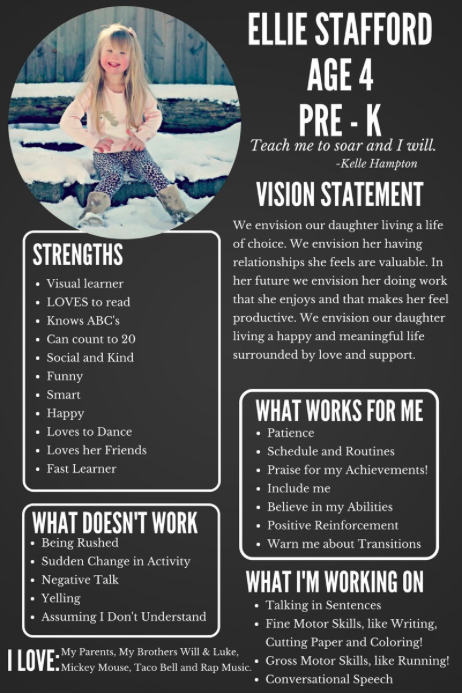 ELLIE STAFFORD
AGE 4
PRE - K
Teach me to soar and I will.
-Kelle Hampton
VISION STATEMENT
We envision our daughter living a life
of choice. We envision her having
relationships she feels are valuable. In
her future we envision her doing work
that she enjoys and that makes her feel
productive. We envision our daughter
living a happy and meaningful life
surrounded by love and support.
STRENGTHS
• Visual learner
• LOVES to read
• Knows ABC's
• Can count to 20
• Social and Kind
• Funny
• Smart
• Happy
• Loves to Dance
• Loves her Friends
• Fast Learner
WHAT WORKS FOR ME
• Patience
• Schedule and Routines
• Praise for my Achievements!
• Include me
• Believe in my Abilities
• Positive Reinforcement
• Warn me about Transitions
WHAT DOESN'T WORK
• Being Rushed
• Sudden Change in Activity
• Negative Talk
• Yelling
• Assuming I Don't Understand
WHAT I'M WORKING ON
• Talking in Sentences
• Fine Motor Skills, like Writing,
Cutting Paper and Coloring!
• Gross Motor Skills, like Running!
• Conversational Speech
I LOVE: My Parents, My Brothers Will & Luke,
Mickey Mouse, Taco Bell and Rap Music.